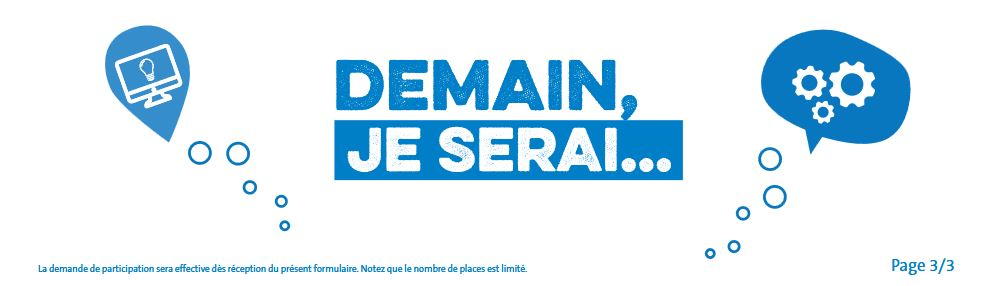 DEMAIN,
JE SERAI...
La demande de participation sera effective dès réception du présent formulaire. Notez que le nombre de places est limité.
Page 3/3